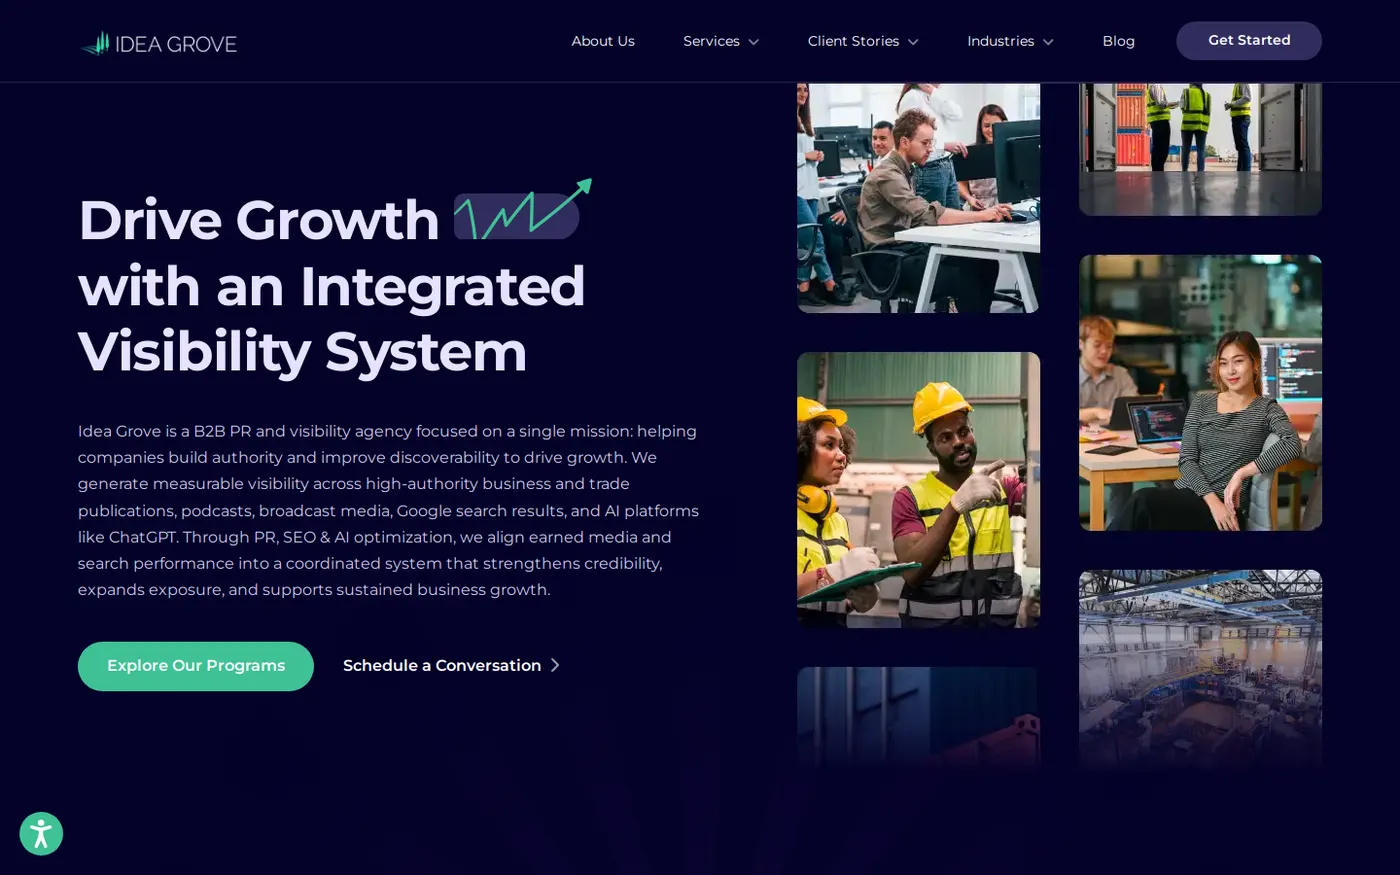 IDEA GROVE
About Us
Services
Client Stories
Industries
Blog
Get Started
Drive Growth
with an Integrated
Visibility System
Idea Grove is a B2B PR and visibility agency focused on a single mission: helping
companies build authority and improve discoverability to drive growth. We
generate measurable visibility across high-authority business and trade
publications, podcasts, broadcast media, Google search results, and AI platforms
like ChatGPT. Through PR, SEO & AI optimization, we align earned media and
search performance into a coordinated system that strengthens credibility,
expands exposure, and supports sustained business growth.
Explore Our Programs
Schedule a Conversation